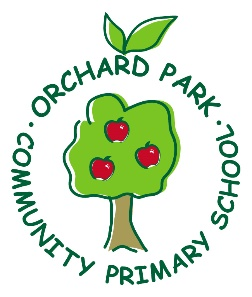 ORCHARD PARK
· COMMUNITY PRIMARY SCHOOL ·